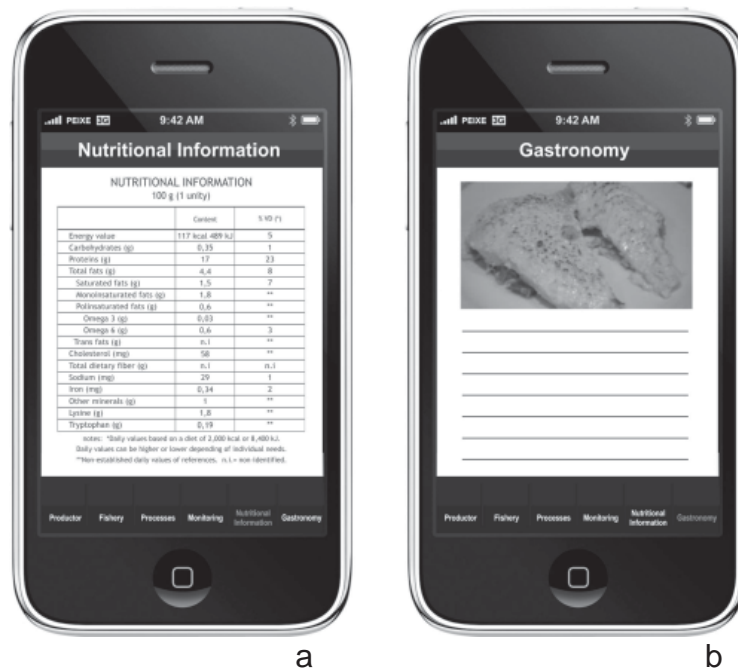 PEIXE 3G 9:42 AM
Nutritional Information
NUTRITIONAL INFORMATION
100 g (1 unity)
Content % VD (*)
Energy value 117 kcal 489 kJ 5
Carbohydrates (g) 0,35 1
Proteins (g) 17 23
Total fats (g) 4,4 8
Saturated fats (g) 1,5 7
Monoinsaturated fats (g) 1,8 **
Polinsaturated fats (g) 0,6 **
Omega 3 (g) 0,03 **
Omega 6 (g) 0,6 3
Trans fats (g) n.i **
Cholesterol (mg) 58 **
Total dietary fiber (g) n.i n.i
Sodium (mg) 29 1
Iron (mg) 0,34 2
Other minerals (g) 1 **
Lysine (g) 1,8 **
Tryptophan (g) 0,19 **
notes: *Daily values based on a diet of 2,000 kcal or 8,400 kJ.
Daily values can be higher or lower depending of individual needs.
**Non established daily values of references. n.i.= non identified.
Productor Fishery Processes Monitoring Nutritional Information Gastronomy
a
PEIXE 3G 9:42 AM
Gastronomy
Productor Fishery Processes Monitoring Nutritional Information Gastronomy
b